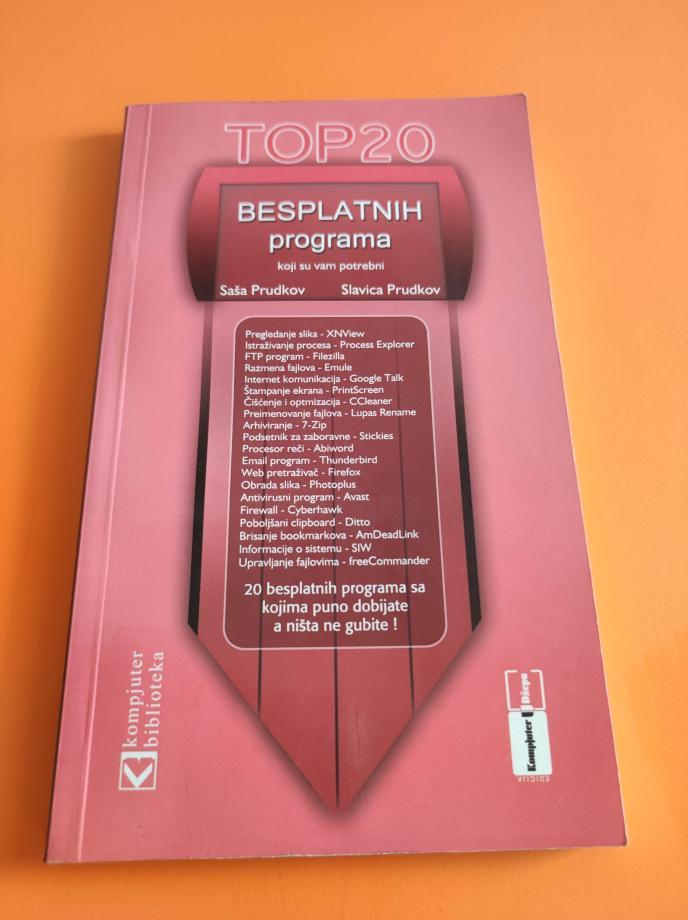 TOP20
BESPLATNIH
programa
koji su vam potrebni
Saša Prudkov Slavica Prudkov
Pregledanje slika - XNView
Istraživanje procesa - Process Explorer
FTP program - Filezilla
Razmena fajlova - Emule
Internet komunikacija - Google Talk
Štampanje ekrana - PrintScreen
Čišćenje i optmizacija - CCleaner
Preimenovanje fajlova - Lupas Rename
Arhiviranje - 7-Zip
Podsetnik za zaboravne - Stickies
Procesor reči - Abiword
Email program - Thunderbird
Web pretraživač - Firefox
Obrada slika - Photoplus
Antivirusni program - Avast
Firewall - Cyberhawk
Poboljšani clipboard - Ditto
Brisanje bookmarkova - AmDeadLink
Informacije o sistemu - SIW
Upravljanje fajlovima - freeCommander
20 besplatnih programa sa
kojima puno dobijate
a ništa ne gubite !
kompjuter
biblioteka
Kompjuter U Džepu
EDICIJA